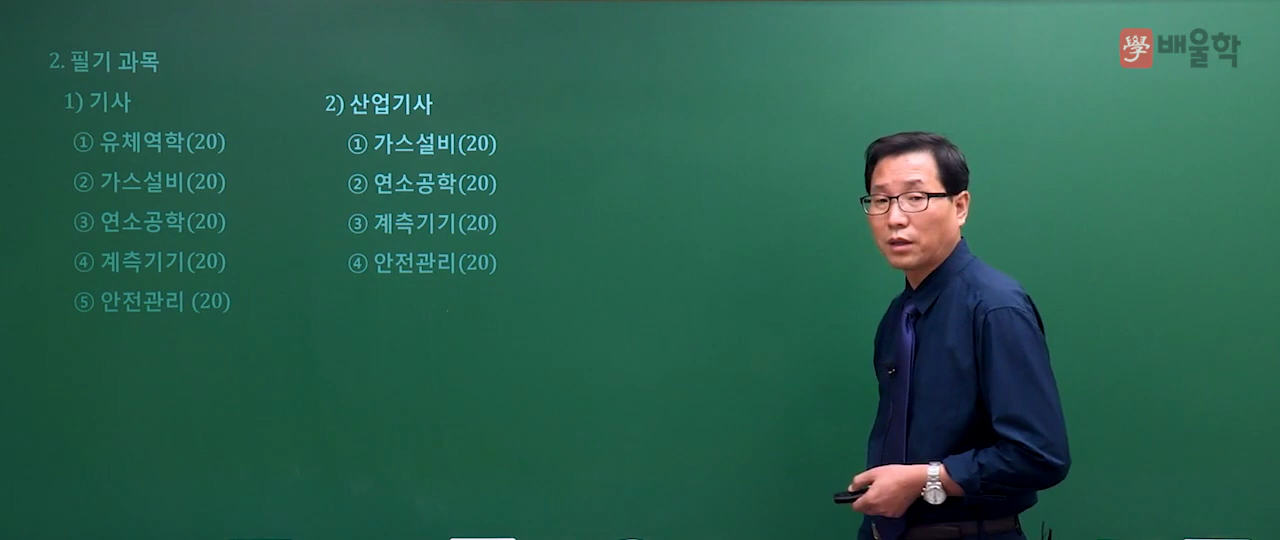 2. 필기 과목
1) 기사
① 유체역학(20)
② 가스설비(20)
③ 연소공학(20)
④ 계측기기(20)
⑤ 안전관리 (20)
2) 산업기사
① 가스설비(20)
② 연소공학(20)
③ 계측기기(20)
④ 안전관리(20)
學 배울학